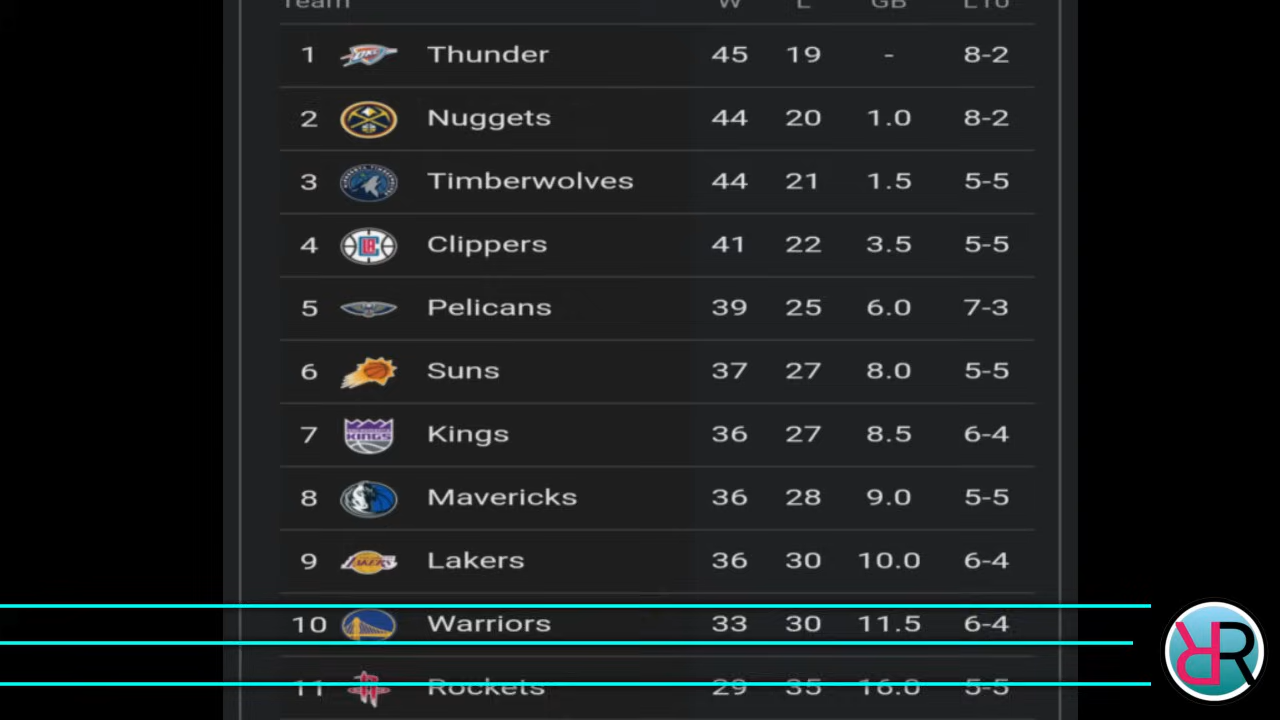 Team W L GB L10
1 Thunder 45 19 - 8-2
2 Nuggets 44 20 1.0 8-2
3 Timberwolves 44 21 1.5 5-5
4 Clippers 41 22 3.5 5-5
5 Pelicans 39 25 6.0 7-3
6 Suns 37 27 8.0 5-5
7 KINGS Kings 36 27 8.5 6-4
8 Mavericks 36 28 9.0 5-5
9 LAKERS Lakers 36 30 10.0 6-4
10 Warriors 33 30 11.5 6-4
11 Rockets 29 35 16.0 5-5